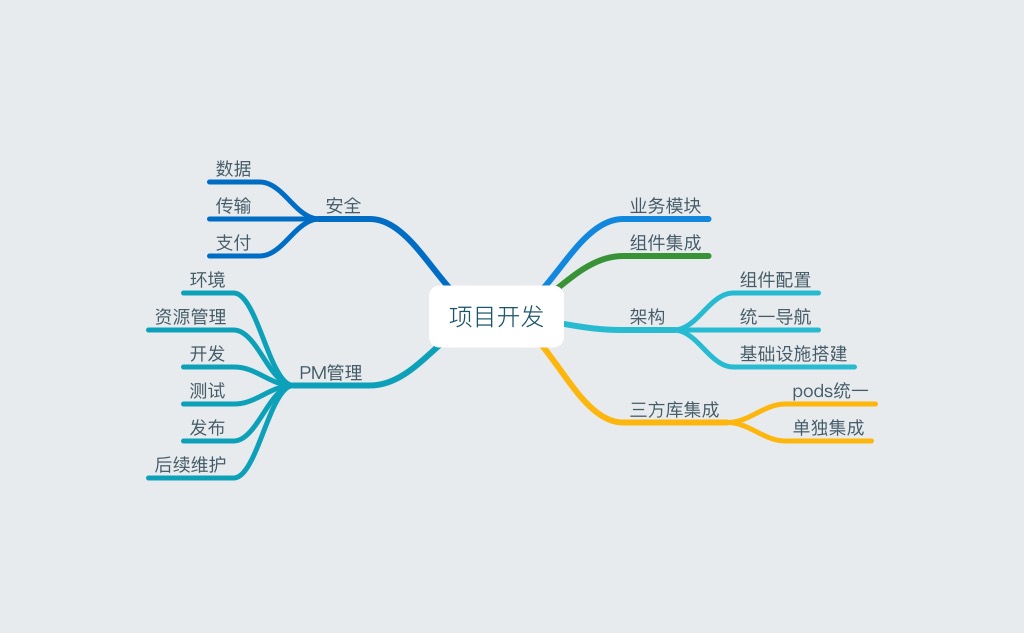 项目开发
业务模块
组件集成
架构
组件配置
统一导航
基础设施搭建
三方库集成
pods统一
单独集成
安全
数据
传输
支付
PM管理
环境
资源管理
开发
测试
发布
后续维护